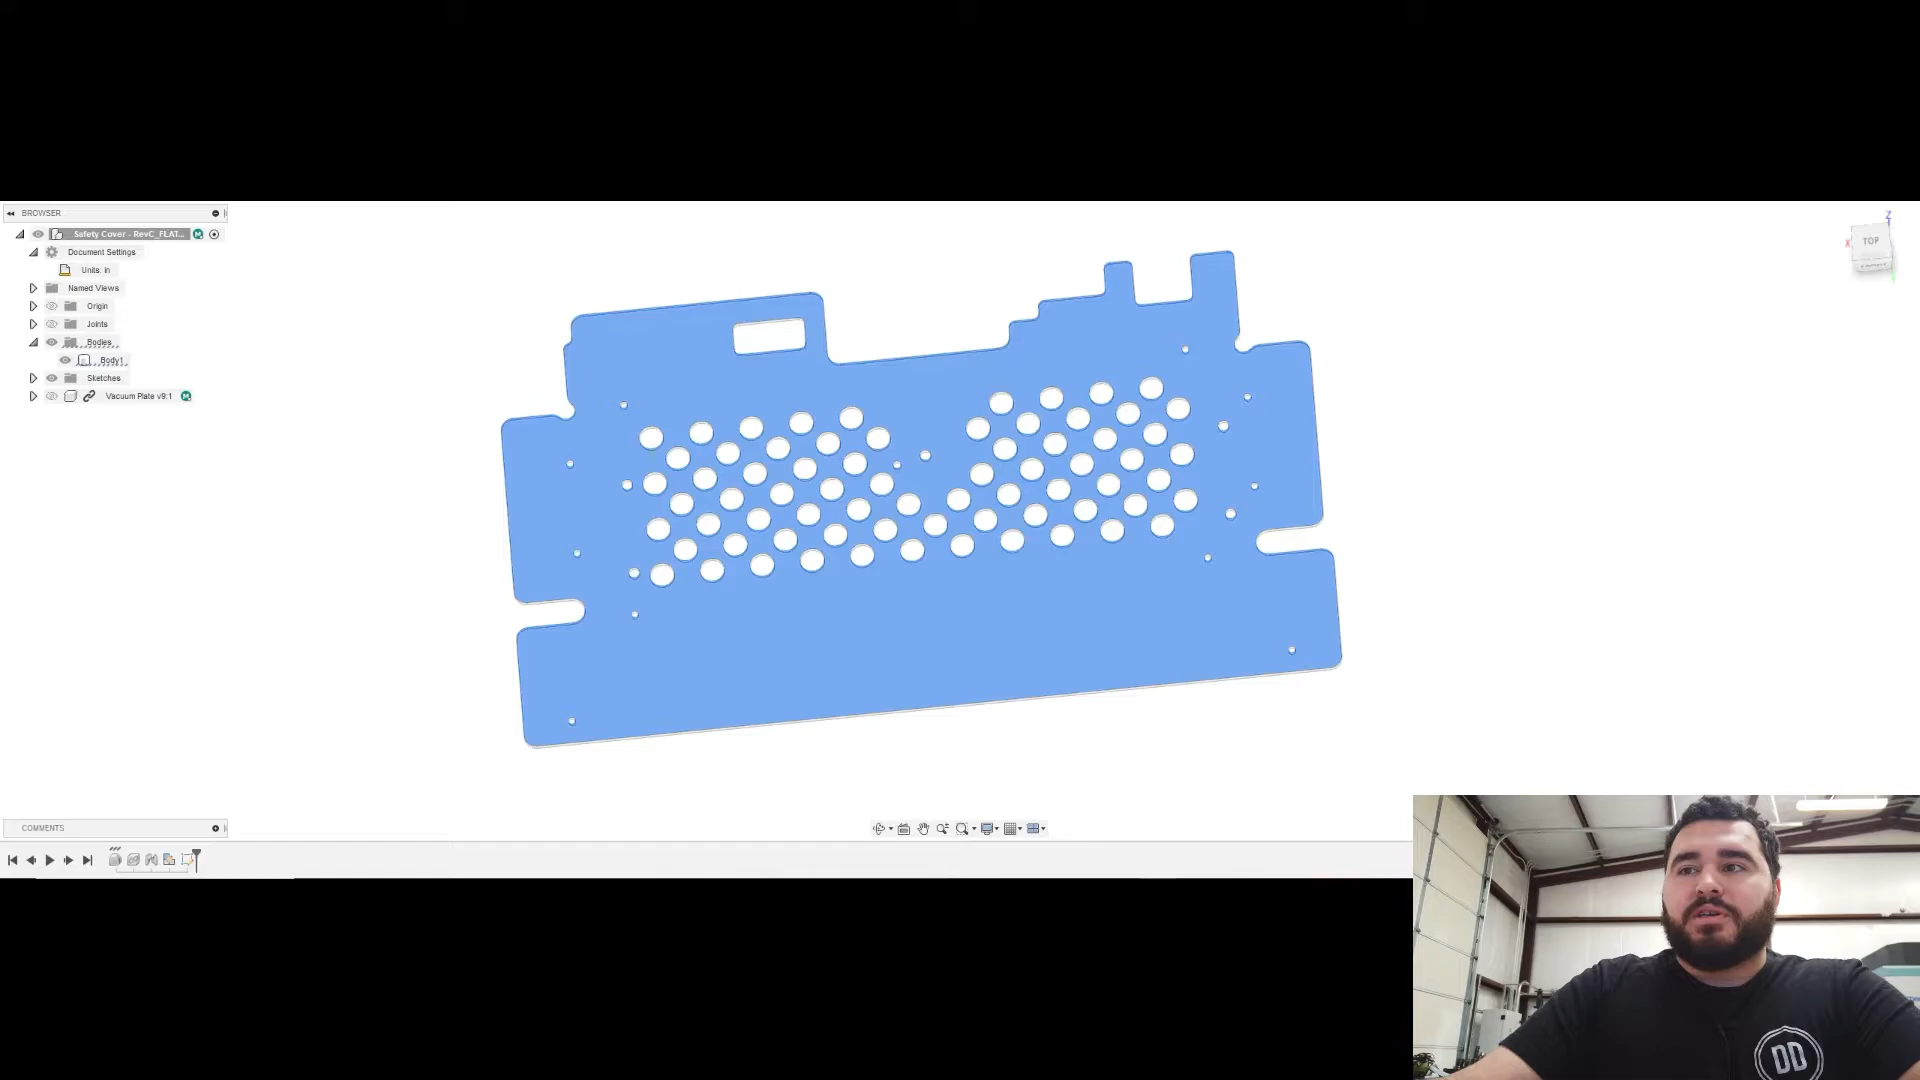 BROWSER
Safety Cover - RevC_FLAT...
Document Settings
Units: in
Named Views
Origin
Joints
Bodies
Body1
Sketches
Vacuum Plate v9:1
COMMENTS
Z
X
TOP
DD